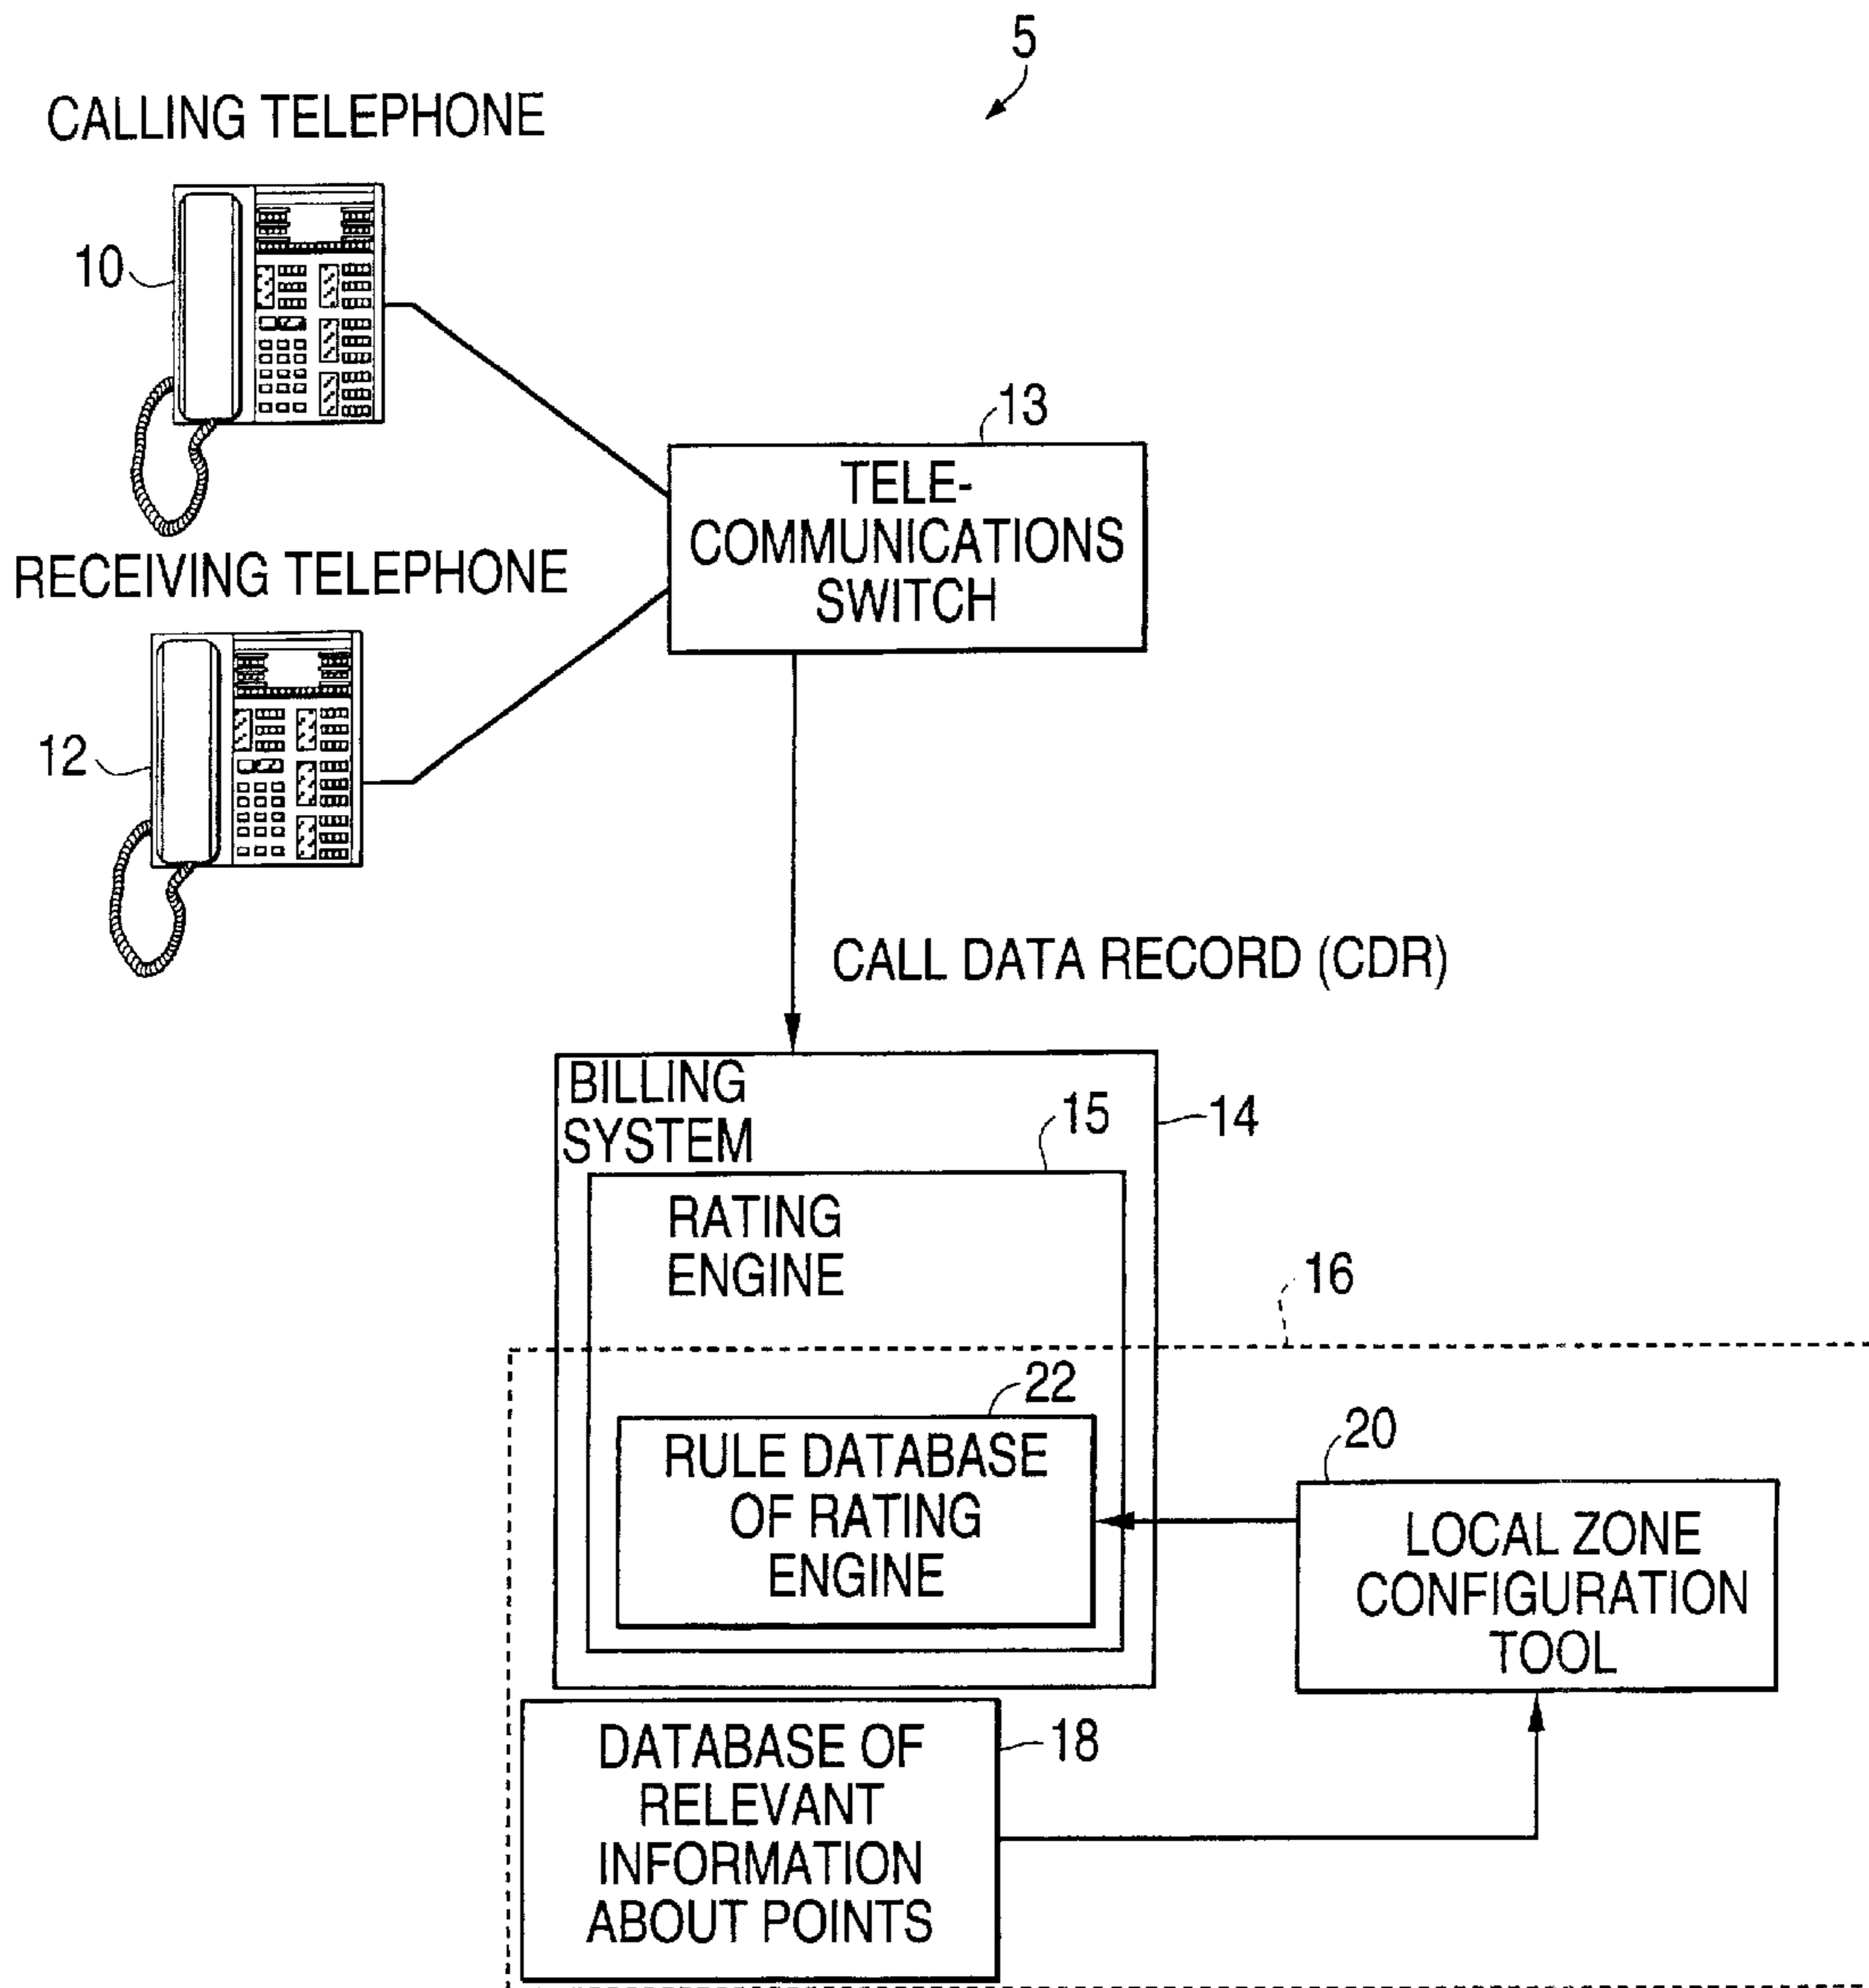 5
CALLING TELEPHONE
10
13
TELE-
COMMUNICATIONS
SWITCH
RECEIVING TELEPHONE
12
CALL DATA RECORD (CDR)
BILLING
SYSTEM
15
14
RATING
ENGINE
16
22
RULE DATABASE
OF RATING
ENGINE
20
LOCAL ZONE
CONFIGURATION
TOOL
18
DATABASE OF
RELEVANT
INFORMATION
ABOUT POINTS